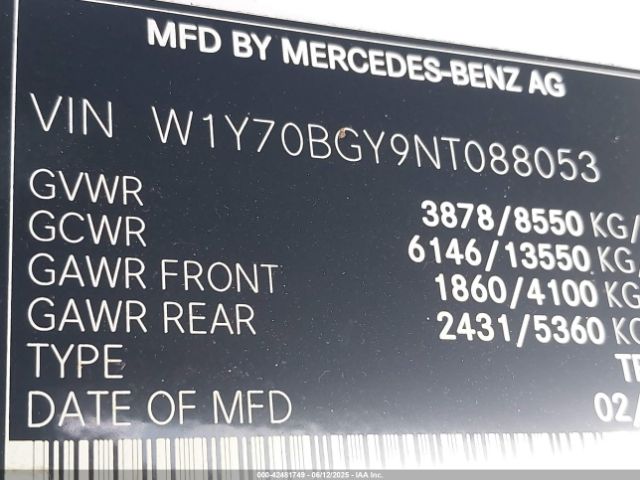 MFD BY MERCEDES-BENZ AG
VIN W1Y70BGY9NT088053
GVWR 3878/8550 KG/
GCWR 6146/13550 KG/
GAWR FRONT 1860/4100 KG
GAWR REAR 2431/5360 KG
TYPE
DATE OF MFD 02/
000-42481749 - 06/12/2025 - IAA Inc.